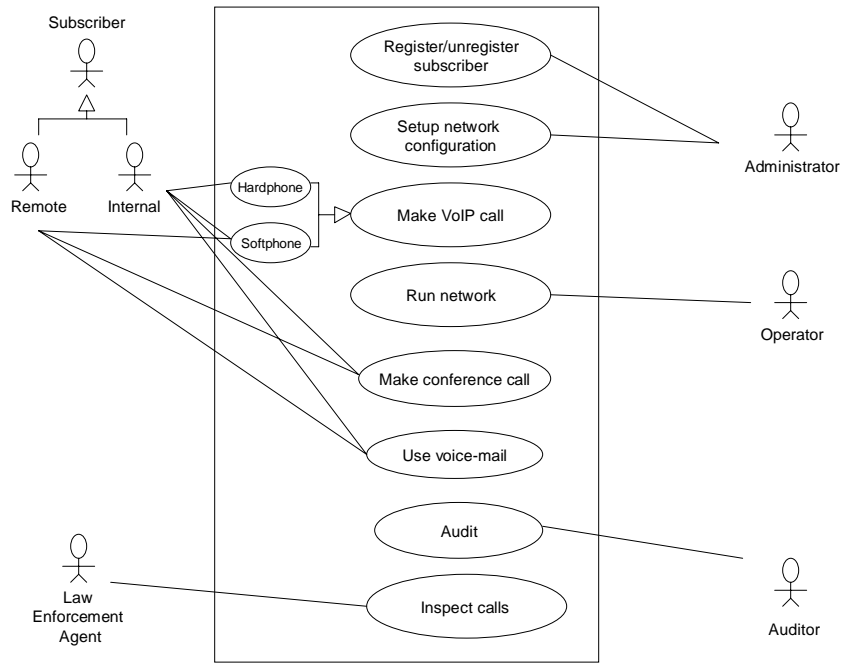 Subscriber
Remote
Internal
Register/unregister
subscriber
Setup network
configuration
Hardphone
Softphone
Make VoIP call
Run network
Make conference call
Use voice-mail
Audit
Inspect calls
Administrator
Operator
Auditor
Law
Enforcement
Agent